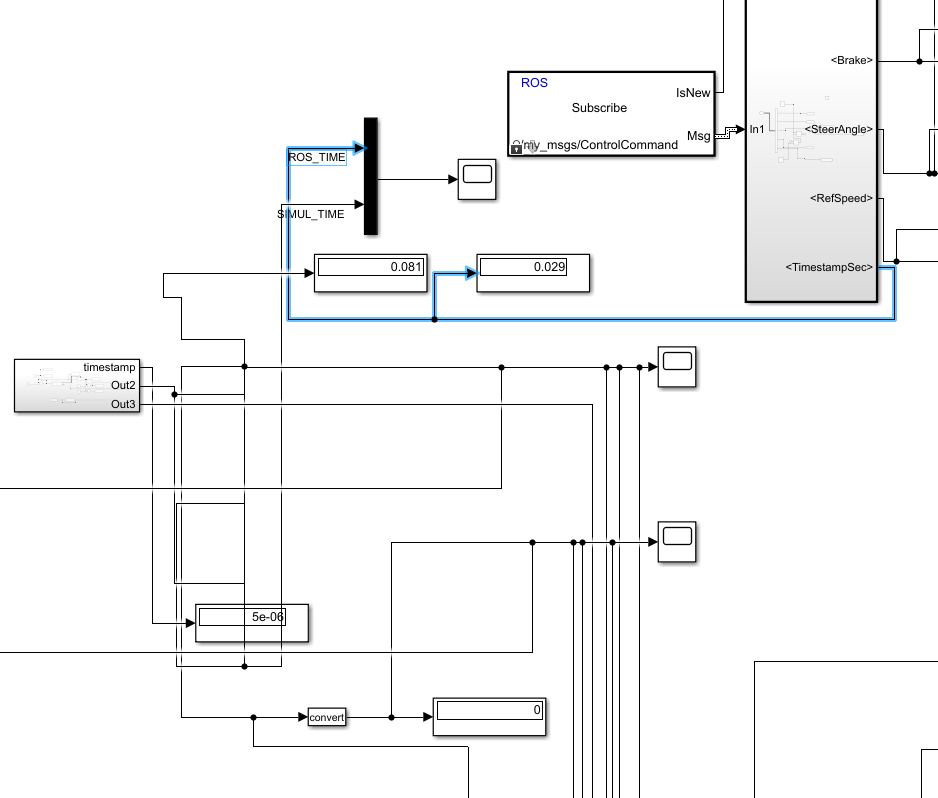 <Brake>
ROS
IsNew
Subscribe
<SteerAngle>
In1
Msg
/my_msgs/ControlCommand
ROS_TIME
<RefSpeed>
SIMUL_TIME
0.081
0.029
<TimestampSec>
timestamp
Out2
Out3
5e-06
convert
0